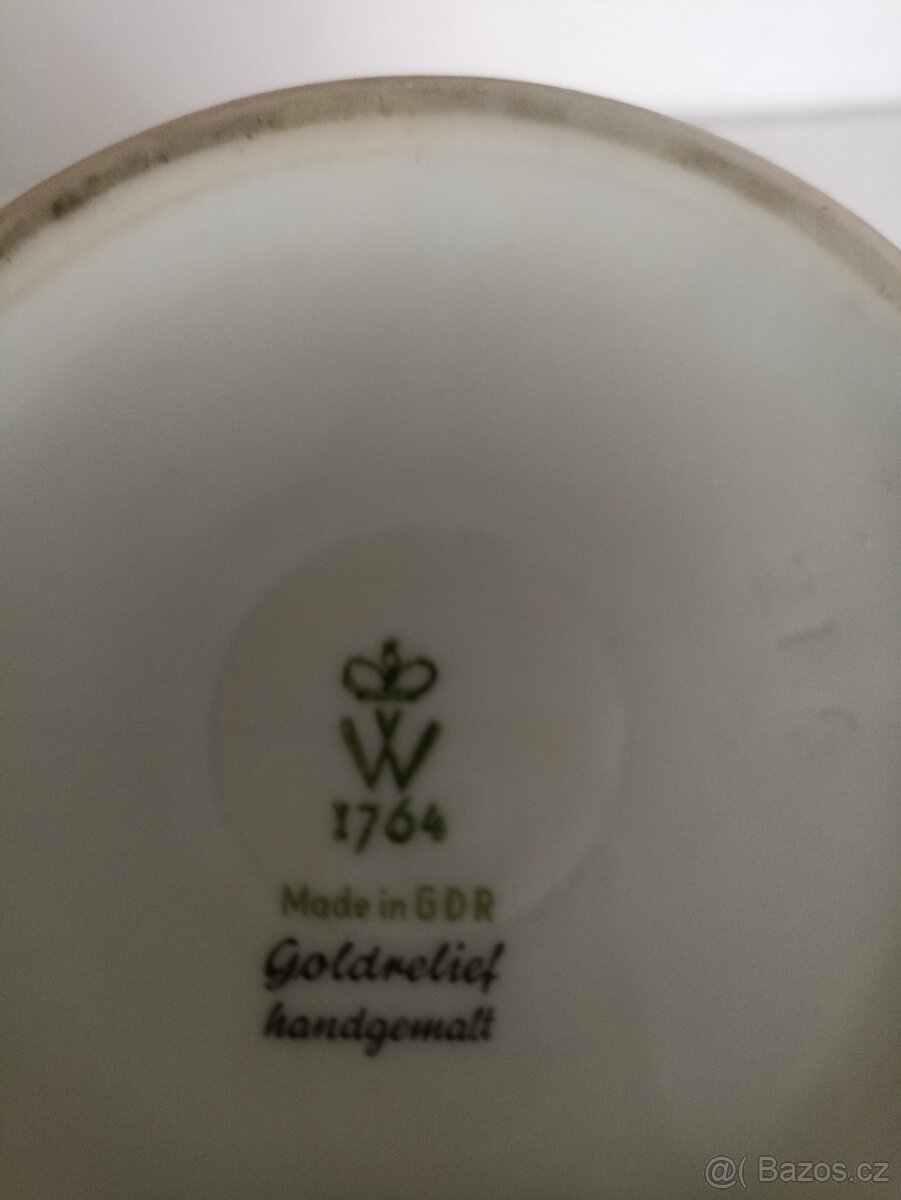 W
1764
Made in GDR
Goldrelief
handgemalt
@( Bazos.cz